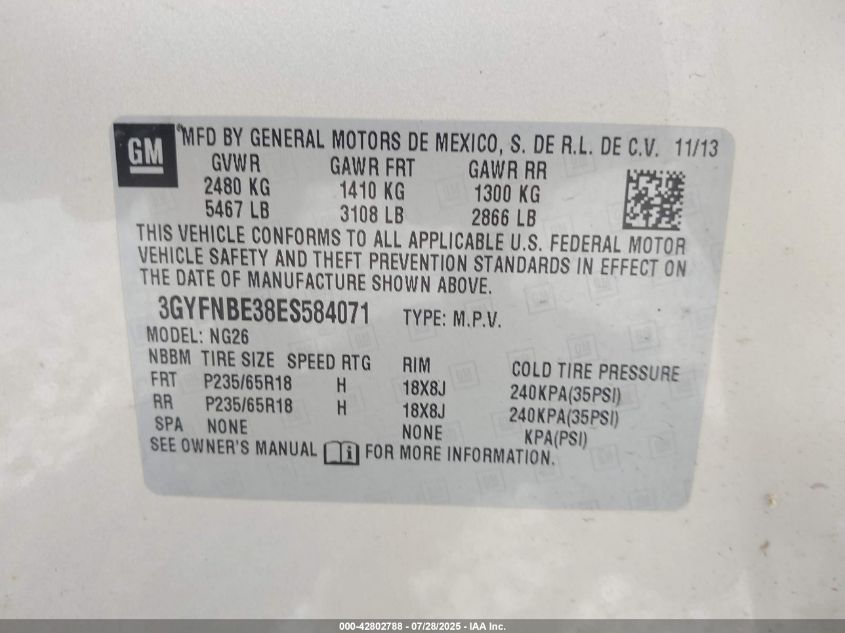 GM
®MFD BY GENERAL MOTORS DE MEXICO, S. DE R.L. DE C.V. 11/13
GVWR GAWR FRT GAWR RR
2480 KG 1410 KG 1300 KG
5467 LB 3108 LB 2866 LB
THIS VEHICLE CONFORMS TO ALL APPLICABLE U.S. FEDERAL MOTOR
VEHICLE SAFETY AND THEFT PREVENTION STANDARDS IN EFFECT ON
THE DATE OF MANUFACTURE SHOWN ABOVE.
3GYFNBE38ES584071 TYPE: M.P.V.
MODEL: NG26
NBBM TIRE SIZE SPEED RTG RIM COLD TIRE PRESSURE
FRT P235/65R18 H 18X8J 240KPA(35PSI)
RR P235/65R18 H 18X8J 240KPA(35PSI)
SPA NONE NONE KPA(PSI)
SEE OWNER'S MANUAL i FOR MORE INFORMATION.
000-42802788 - 07/28/2025 - IAA Inc.